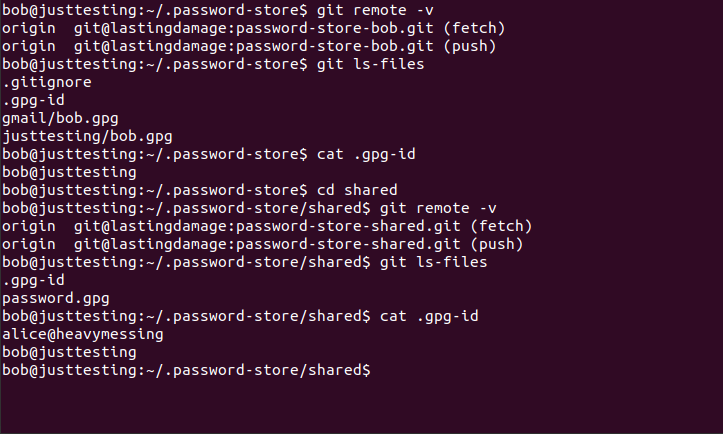 bob@justtesting:~/.password-store$ git remote -v
origin  git@lastingdamage:password-store-bob.git (fetch)
origin  git@lastingdamage:password-store-bob.git (push)
bob@justtesting:~/.password-store$ git ls-files
.gitignore
.gpg-id
gmail/bob.gpg
justtesting/bob.gpg
bob@justtesting:~/.password-store$ cat .gpg-id
bob@justtesting
bob@justtesting:~/.password-store$ cd shared
bob@justtesting:~/.password-store/shared$ git remote -v
origin  git@lastingdamage:password-store-shared.git (fetch)
origin  git@lastingdamage:password-store-shared.git (push)
bob@justtesting:~/.password-store/shared$ git ls-files
.gpg-id
password.gpg
bob@justtesting:~/.password-store/shared$ cat .gpg-id
alice@heavymessing
bob@justtesting
bob@justtesting:~/.password-store/shared$